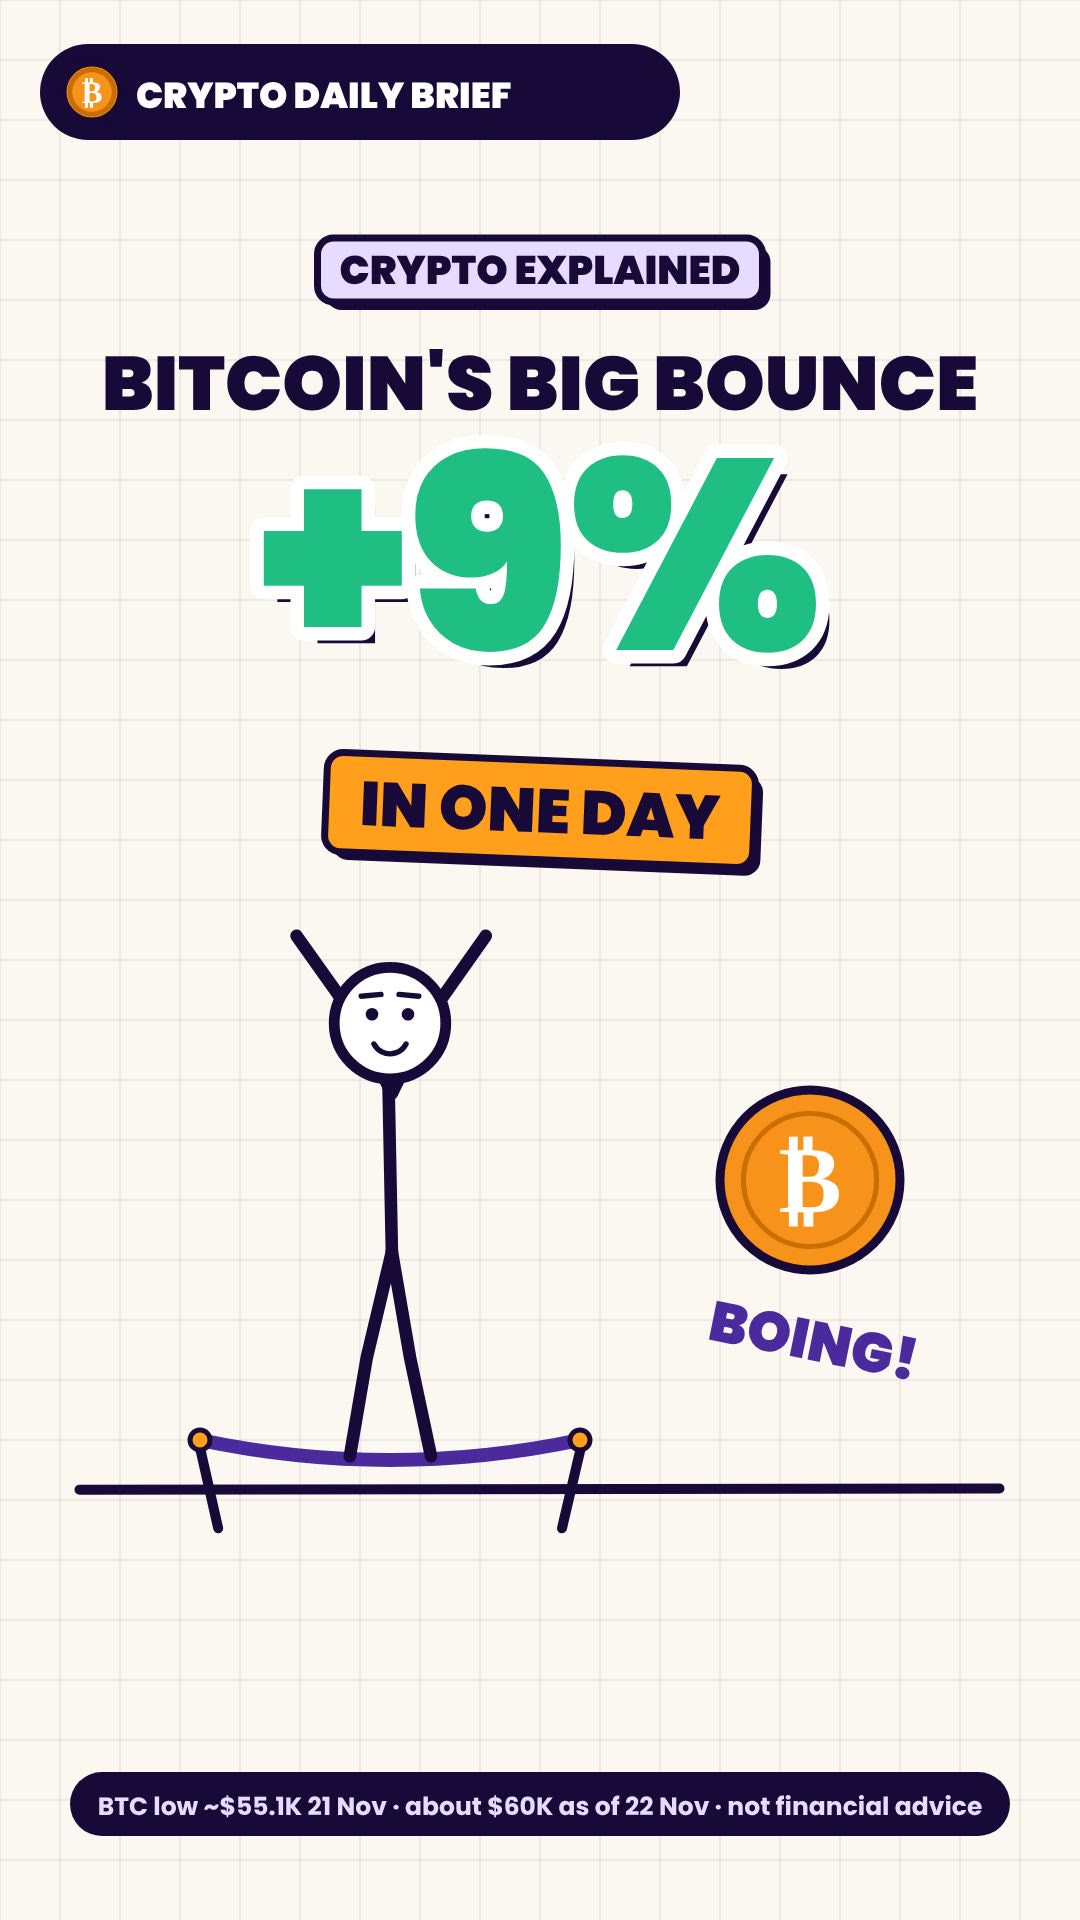 CRYPTO DAILY BRIEF
CRYPTO EXPLAINED
BITCOIN'S BIG BOUNCE
+9%
IN ONE DAY
BOING!
BTC low ~$55.1K 21 Nov · about $60K as of 22 Nov · not financial advice